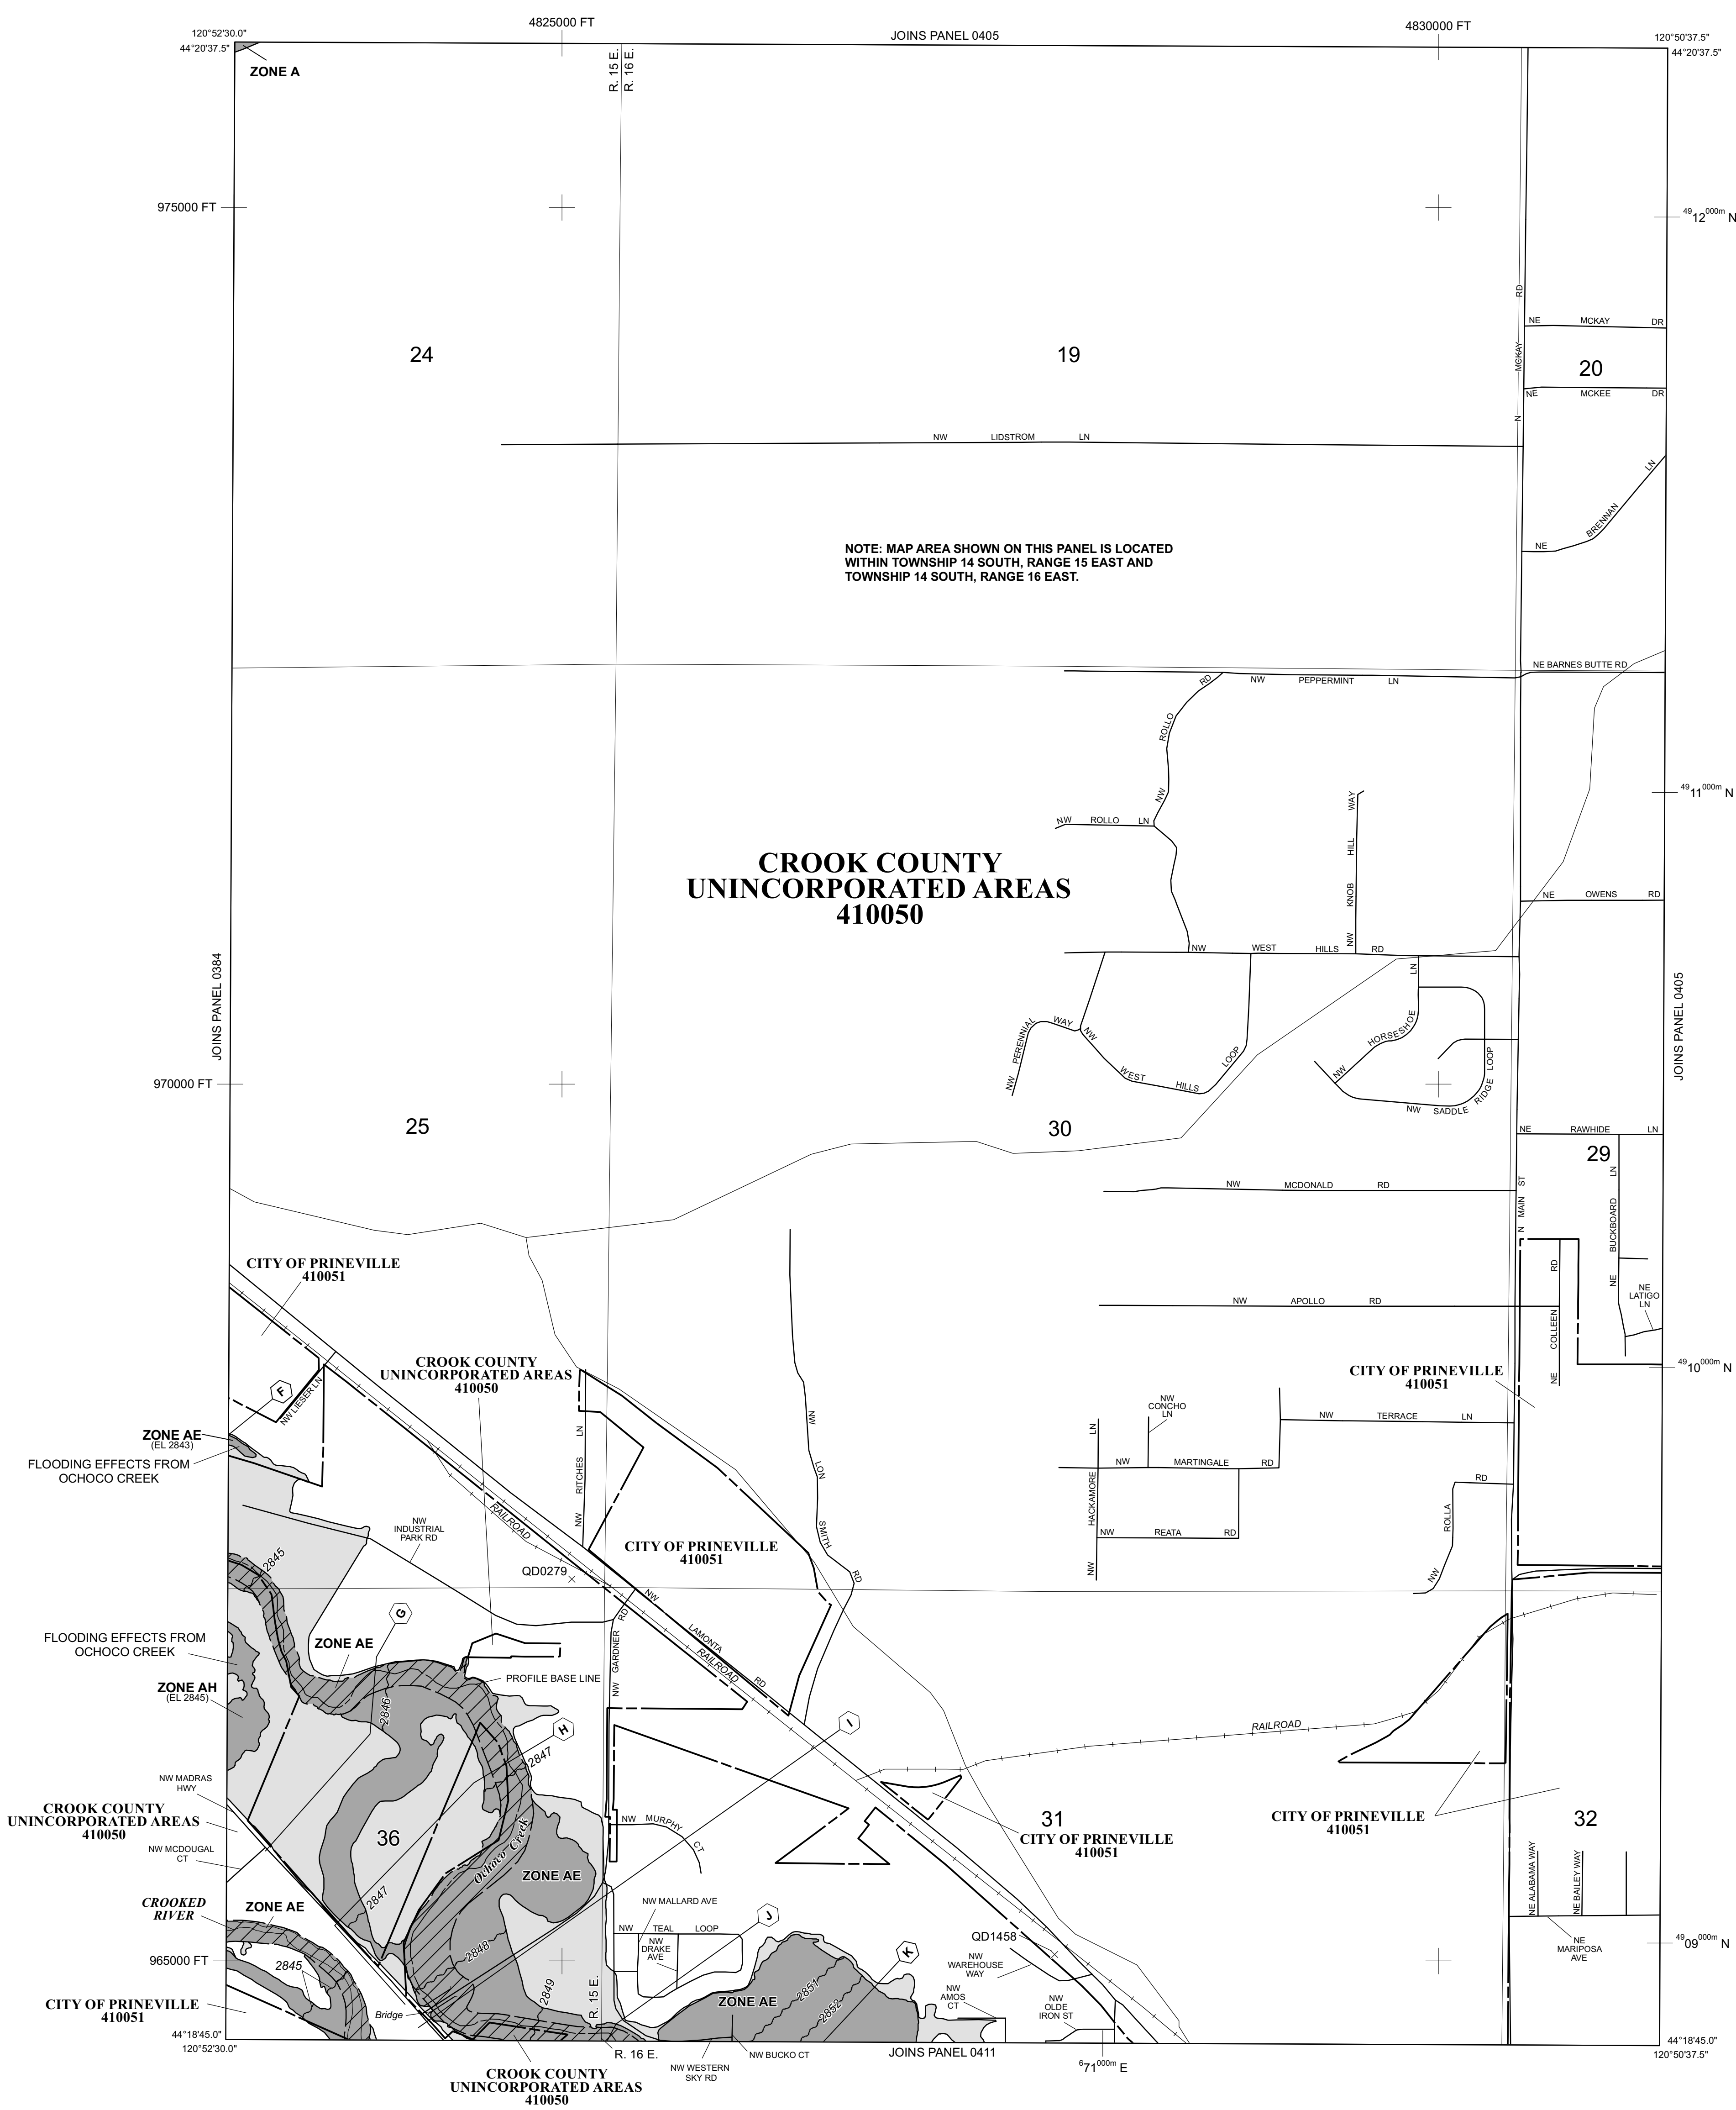 4825000 FT
4830000 FT
120°52'30.0"
44°20'37.5"
JOINS PANEL 0405
120°50'37.5"
44°20'37.5"
ZONE A
R. 15 E.
R. 16 E.
975000 FT
49 12 000m N
N MCKAY RD
NE MCKAY DR
24
19
20
NE MCKEE DR
NW LIDSTROM LN
NE BRENNAN LN
NOTE: MAP AREA SHOWN ON THIS PANEL IS LOCATED
WITHIN TOWNSHIP 14 SOUTH, RANGE 15 EAST AND
TOWNSHIP 14 SOUTH, RANGE 16 EAST.
NE BARNES BUTTE RD
NW PEPPERMINT LN
NW ROLLO RD
49 11 000m N
NW ROLLO LN
NW KNOB HILL WAY
CROOK COUNTY
UNINCORPORATED AREAS
410050
NE OWENS RD
NW WEST HILLS RD
JOINS PANEL 0384
JOINS PANEL 0405
NW PERENNIAL WAY
NW WEST HILLS LOOP
NW HORSESHOE LN
NW SADDLE RIDGE LOOP
970000 FT
25
30
NE RAWHIDE LN
29
NW MCDONALD RD
N MAIN ST
NE BUCKBOARD LN
CITY OF PRINEVILLE
410051
NE
LATIGO
LN
NW APOLLO RD
NE COLLEEN RD
49 10 000m N
CROOK COUNTY
UNINCORPORATED AREAS
410050
CITY OF PRINEVILLE
410051
F
NW LIESER LN
NW
CONCHO
LN
NW TERRACE LN
ZONE AE
(EL 2843)
FLOODING EFFECTS FROM
OCHOCO CREEK
NW RITCHES LN
NW LON SMITH RD
NW HACKAMORE LN
NW MARTINGALE RD
NW ROLLA RD
RAILROAD
NW
INDUSTRIAL
PARK RD
NW REATA RD
CITY OF PRINEVILLE
410051
QD0279
2845
G
NW LAMONTA RD
RAILROAD
FLOODING EFFECTS FROM
OCHOCO CREEK
ZONE AE
NW GARDNER RD
PROFILE BASE LINE
ZONE AH
(EL 2845)
2846
H
2847
I
RAILROAD
NW MADRAS
HWY
CROOK COUNTY
UNINCORPORATED AREAS
410050
36
NW MURPHY CT
31
CITY OF PRINEVILLE
410051
CITY OF PRINEVILLE
410051
32
NW MCDOUGAL
CT
Ochoco Creek
ZONE AE
NE ALABAMA WAY
NE BAILEY WAY
CROOKED
RIVER
ZONE AE
2847
NW MALLARD AVE
J
NW TEAL LOOP
NW
DRAKE
AVE
K
QD1458
NW
WAREHOUSE
WAY
NE
MARIPOSA
AVE
49 09 000m N
965000 FT
2848
2845
2849
R. 15 E.
2851
2852
ZONE AE
NW
AMOS
CT
NW
OLDE
IRON ST
CITY OF PRINEVILLE
410051
Bridge
44°18'45.0"
120°52'30.0"
R. 16 E.
NW BUCKO CT
NW WESTERN
SKY RD
JOINS PANEL 0411
6 71 000m E
44°18'45.0"
120°50'37.5"
CROOK COUNTY
UNINCORPORATED AREAS
410050